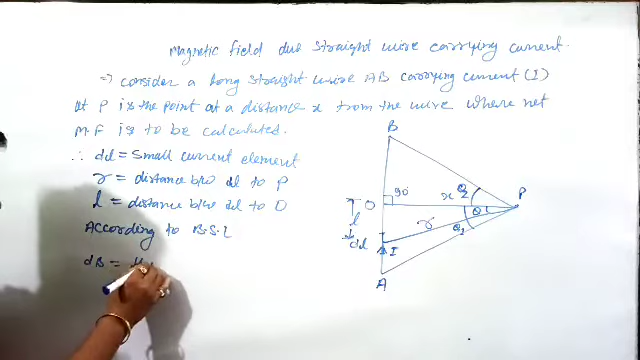 Magnetic field due straight wire carrying current.
⇒ consider a long straight wire AB carrying current (I)
At P is the point at a distance x from the wire where net
M.F is to be calculated.
∴ dl = small current element
r = distance b/w dl to P
l = distance b/w dl to O
According to B.S.L
dB = μ
B
O
90°
x
θ2
P
l
r
θ
θ1
dl
I
A